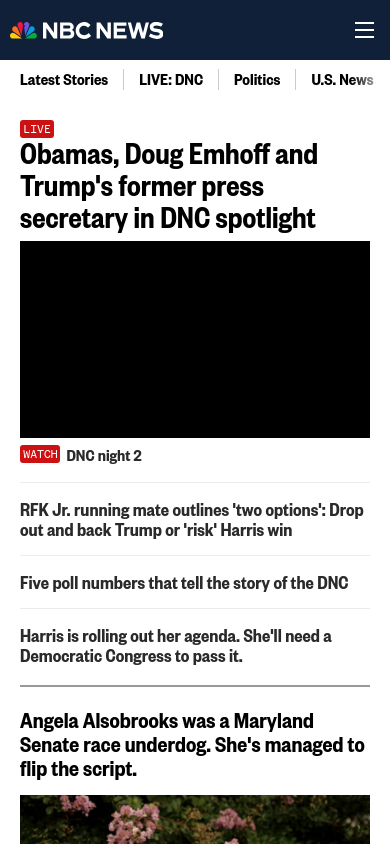 NBC NEWS
Latest Stories
LIVE: DNC
Politics
U.S. News
LIVE
Obamas, Doug Emhoff and
Trump's former press
secretary in DNC spotlight
WATCH DNC night 2
RFK Jr. running mate outlines 'two options': Drop
out and back Trump or 'risk' Harris win
Five poll numbers that tell the story of the DNC
Harris is rolling out her agenda. She'll need a
Democratic Congress to pass it.
Angela Alsobrooks was a Maryland
Senate race underdog. She's managed to
flip the script.